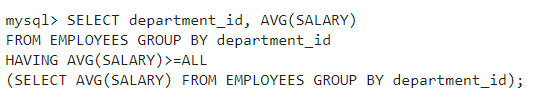 mysql> SELECT department_id, AVG(SALARY)
FROM EMPLOYEES GROUP BY department_id
HAVING AVG(SALARY)>=ALL
(SELECT AVG(SALARY) FROM EMPLOYEES GROUP BY department_id);